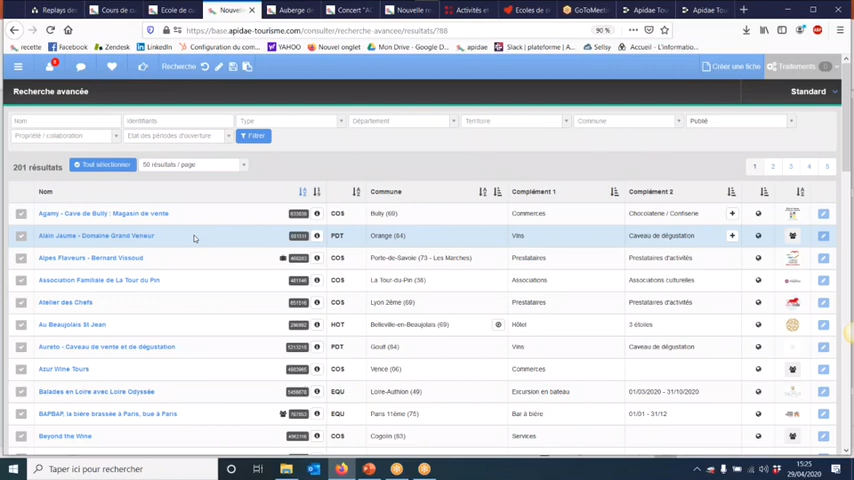 Replays des
Cours de cu
Ecole de cu
Nouvelle
Auberge de
Concert "AC
Nouvelle re
Activités et
Ecoles de s
GoToMeetin
Apidae Tou
Apidae Tou
https://base.apidae-tourisme.com/consulter/recherche-avancee/resultats/788
90 %
Rechercher
recette
Facebook
Zendesk
LinkedIn
Configuration du com...
YAHOO
Nouvel onglet
Mon Drive - Google D...
apidae
Slack | plateforme | A...
Accueil - L'informatio...
Recherche
Créer une fiche
Traitements 0
Recherche avancée
Standard
Nom
Identifiants
Type
Département
Territoire
Commune
Publié
Propriété / collaboration
Etat des périodes d'ouverture
Filtrer
201 résultats
Tout sélectionner
50 résultats / page
1 2 3 4 5
Nom Commune Complément 1 Complément 2
Agamy - Cave de Bully : Magasin de vente COS Bully (69) Commerces Chocolaterie / Confiserie
Alain Jaume - Domaine Grand Veneur PDT Orange (84) Vins Caveau de dégustation
Alpes Flaveurs - Bernard Vissoud COS Porte-de-Savoie (73 - Les Marches) Prestataires Prestataires d'activités
Association Familiale de La Tour du Pin COS La Tour-du-Pin (38) Associations Associations culturelles
Atelier des Chefs COS Lyon 2ème (69) Prestataires Prestataires d'activités
Au Beaujolais St Jean HOT Belleville-en-Beaujolais (69) Hôtel 3 étoiles
Aureto - Caveau de vente et de dégustation PDT Goult (84) Vins Caveau de dégustation
Azur Wine Tours COS Vence (06) Commerces
Balades en Loire avec Loire Odyssée EQU Loire-Authion (49) Excursion en bateau 01/03/2020 - 31/10/2020
BAPBAP, la bière brassée à Paris, bue à Paris EQU Paris 11ème (75) Bar à bière 01/01 - 31/12
Beyond the Wine COS Cogolin (83) Services
Taper ici pour rechercher
15:25
29/04/2020